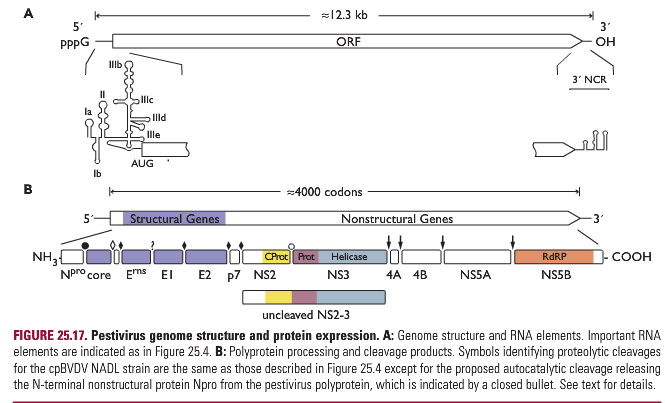 A
≈12.3 kb
5´
3´
pppG
ORF
OH
3´ NCR
IIIb
II
IIIc
Ia
IIId
IIIe
AUG
Ib
B
≈4000 codons
5´
Structural Genes
Nonstructural Genes
3´
?
NH₃
CProt
Prot
Helicase
RdRP
COOH
Nᵖʳᵒ core Eʳⁿˢ E1 E2 p7 NS2 NS3 4A 4B NS5A NS5B
uncleaved NS2-3
FIGURE 25.17. Pestivirus genome structure and protein expression. A: Genome structure and RNA elements. Important RNA
elements are indicated as in Figure 25.4. B: Polyprotein processing and cleavage products. Symbols identifying proteolytic cleavages
for the cpBVDV NADL strain are the same as those described in Figure 25.4 except for the proposed autocatalytic cleavage releasing
the N-terminal nonstructural protein Npro from the pestivirus polyprotein, which is indicated by a closed bullet. See text for details.